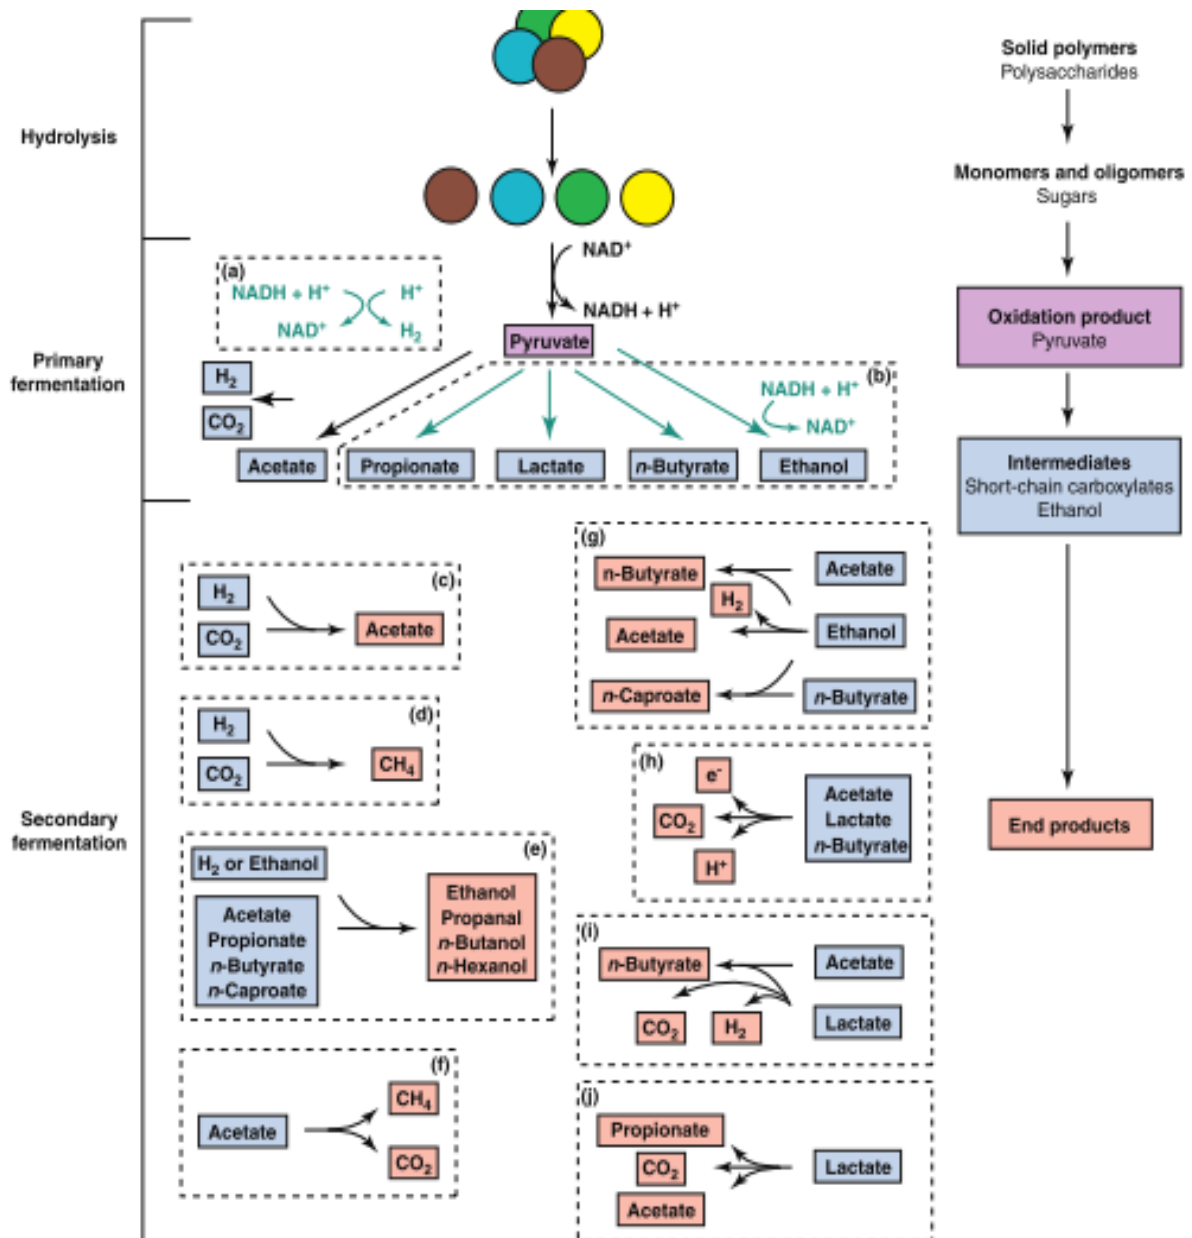 Solid polymers
Polysaccharides
Hydrolysis
Monomers and oligomers
Sugars
NAD⁺
NADH + H⁺
(a)
NADH + H⁺ H⁺
NAD⁺ H₂
Pyruvate
Oxidation product
Pyruvate
Primary
fermentation
H₂
CO₂
(b)
NADH + H⁺
NAD⁺
Acetate
Propionate
Lactate
n-Butyrate
Ethanol
Intermediates
Short-chain carboxylates
Ethanol
Secondary
fermentation
(c)
H₂
CO₂
Acetate
(d)
H₂
CO₂
CH₄
(e)
H₂ or Ethanol
Acetate
Propionate
n-Butyrate
n-Caproate
Ethanol
Propanal
n-Butanol
n-Hexanol
(f)
Acetate
CH₄
CO₂
(g)
n-Butyrate
Acetate
H₂
Acetate
Ethanol
n-Caproate
n-Butyrate
(h)
e⁻
CO₂
H⁺
Acetate
Lactate
n-Butyrate
(i)
n-Butyrate
Acetate
CO₂
H₂
Lactate
(j)
Propionate
CO₂
Acetate
Lactate
End products